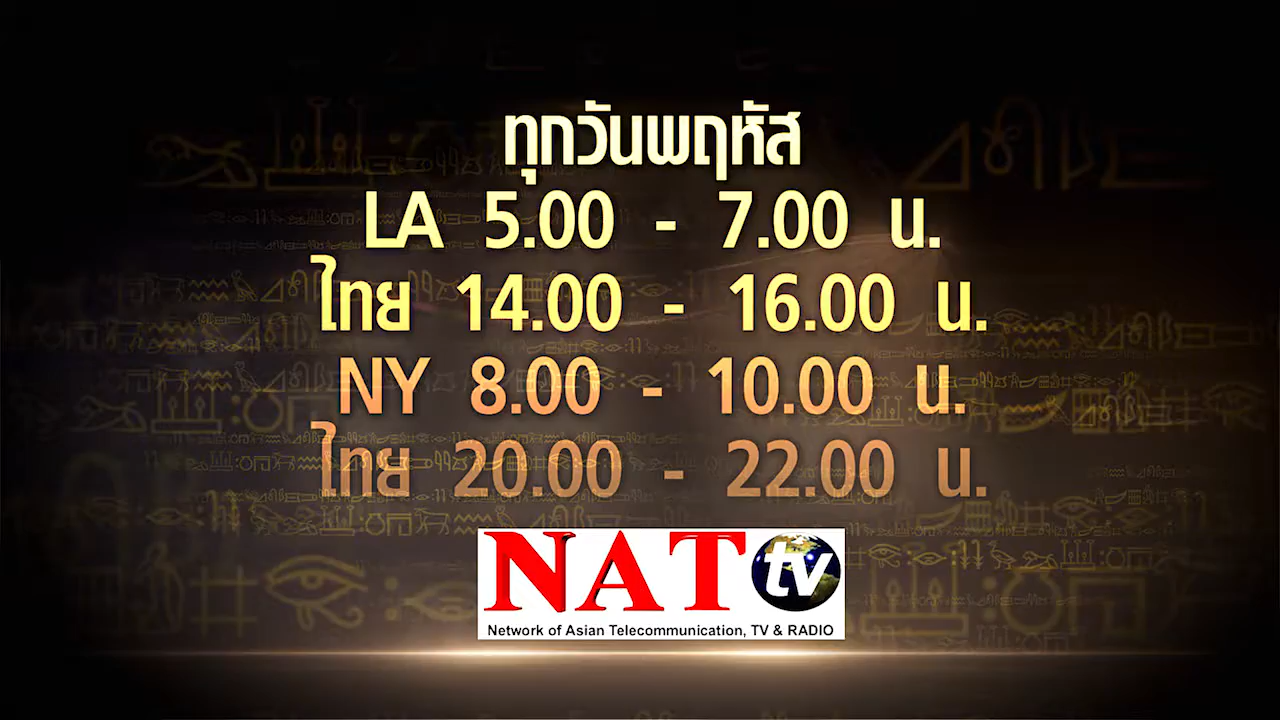 ทุกวันพฤหัส
LA 5.00 - 7.00 น.
ไทย 14.00 - 16.00 น.
NY 8.00 - 10.00 น.
ไทย 20.00 - 22.00 น.
NAT tv
Network of Asian Telecommunication, TV & RADIO